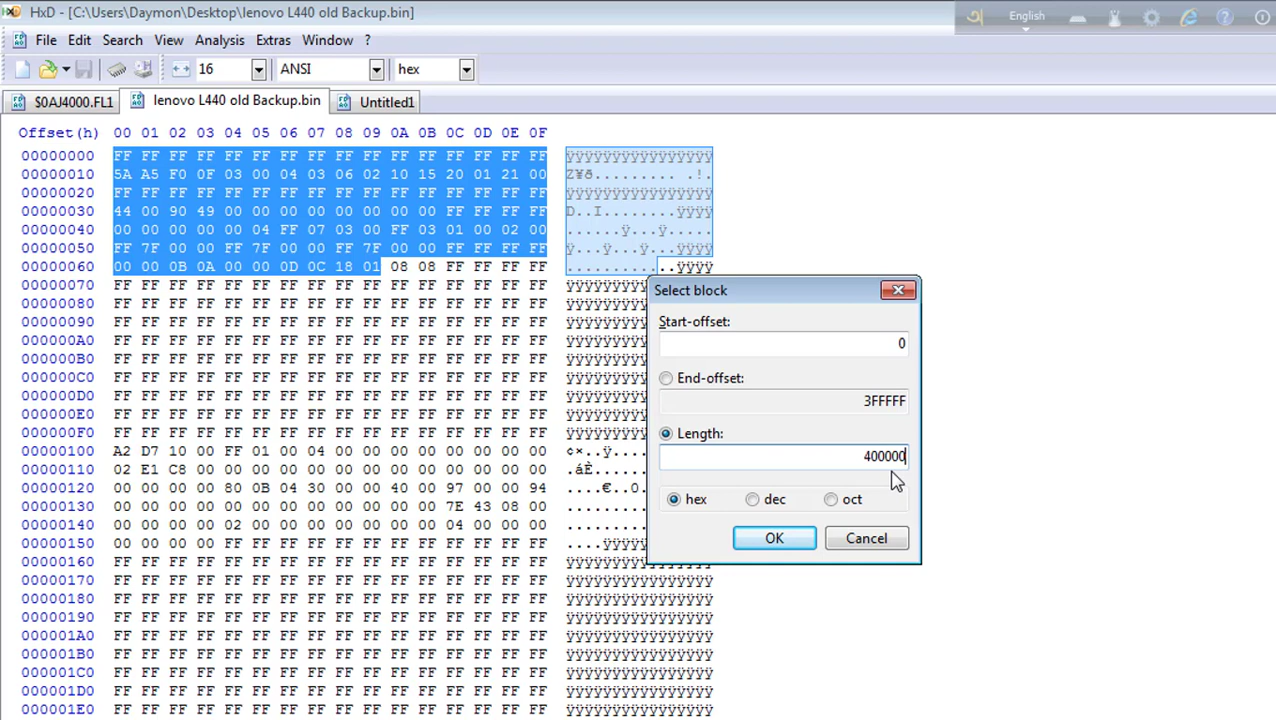 HxD - [C:\Users\Daymon\Desktop\lenovo L440 old Backup.bin]
English
File Edit Search View Analysis Extras Window ?
16 ANSI hex
$0AJ4000.FL1 lenovo L440 old Backup.bin Untitled1
Offset(h) 00 01 02 03 04 05 06 07 08 09 0A 0B 0C 0D 0E 0F
00000000 FF FF FF FF FF FF FF FF FF FF FF FF FF FF FF FF ÿÿÿÿÿÿÿÿÿÿÿÿÿÿÿÿ
00000010 5A A5 F0 0F 03 00 04 03 06 02 10 15 20 01 21 00 Z¥ð......... .!.
00000020 FF FF FF FF FF FF FF FF FF FF FF FF FF FF FF FF ÿÿÿÿÿÿÿÿÿÿÿÿÿÿÿÿ
00000030 44 00 90 49 00 00 00 00 00 00 00 00 FF FF FF FF D..I........ÿÿÿÿ
00000040 00 00 00 00 00 04 FF 07 03 00 FF 03 01 00 02 00 ......ÿ...ÿ.....
00000050 FF 7F 00 00 FF 7F 00 00 FF 7F 00 00 FF FF FF FF ÿ...ÿ...ÿ...ÿÿÿÿ
00000060 00 00 0B 0A 00 00 0D 0C 18 01 08 08 FF FF FF FF ............ÿÿÿÿ
00000070 FF FF FF FF FF FF FF FF FF FF FF FF FF FF FF FF ÿÿÿÿÿÿÿ
00000080 FF FF FF FF FF FF FF FF FF FF FF FF FF FF FF FF ÿÿÿÿÿÿÿ
00000090 FF FF FF FF FF FF FF FF FF FF FF FF FF FF FF FF ÿÿÿÿÿÿÿ
000000A0 FF FF FF FF FF FF FF FF FF FF FF FF FF FF FF FF ÿÿÿÿÿÿÿ
000000B0 FF FF FF FF FF FF FF FF FF FF FF FF FF FF FF FF ÿÿÿÿÿÿÿ
000000C0 FF FF FF FF FF FF FF FF FF FF FF FF FF FF FF FF ÿÿÿÿÿÿÿ
000000D0 FF FF FF FF FF FF FF FF FF FF FF FF FF FF FF FF ÿÿÿÿÿÿÿ
000000E0 FF FF FF FF FF FF FF FF FF FF FF FF FF FF FF FF ÿÿÿÿÿÿÿ
000000F0 FF FF FF FF FF FF FF FF FF FF FF FF FF FF FF FF ÿÿÿÿÿÿÿ
00000100 A2 D7 10 00 FF 01 00 04 00 00 00 00 00 00 00 00 ¢×..ÿ..
00000110 02 E1 C8 00 00 00 00 00 00 00 00 00 00 00 00 00 .áÈ....
00000120 00 00 00 00 80 0B 04 30 00 00 40 00 97 00 00 94 ....€..0.
00000130 00 00 00 00 00 00 00 00 00 00 00 00 7E 43 08 00 .......
00000140 00 00 00 00 02 00 00 00 00 00 00 00 04 00 00 00 .......
00000150 00 00 00 00 FF FF FF FF FF FF FF FF FF FF FF FF ....ÿÿÿÿ
00000160 FF FF FF FF FF FF FF FF FF FF FF FF FF FF FF FF ÿÿÿÿÿÿÿ
00000170 FF FF FF FF FF FF FF FF FF FF FF FF FF FF FF FF ÿÿÿÿÿÿÿÿÿÿÿÿÿÿÿÿ
00000180 FF FF FF FF FF FF FF FF FF FF FF FF FF FF FF FF ÿÿÿÿÿÿÿÿÿÿÿÿÿÿÿÿ
00000190 FF FF FF FF FF FF FF FF FF FF FF FF FF FF FF FF ÿÿÿÿÿÿÿÿÿÿÿÿÿÿÿÿ
000001A0 FF FF FF FF FF FF FF FF FF FF FF FF FF FF FF FF ÿÿÿÿÿÿÿÿÿÿÿÿÿÿÿÿ
000001B0 FF FF FF FF FF FF FF FF FF FF FF FF FF FF FF FF ÿÿÿÿÿÿÿÿÿÿÿÿÿÿÿÿ
000001C0 FF FF FF FF FF FF FF FF FF FF FF FF FF FF FF FF ÿÿÿÿÿÿÿÿÿÿÿÿÿÿÿÿ
000001D0 FF FF FF FF FF FF FF FF FF FF FF FF FF FF FF FF ÿÿÿÿÿÿÿÿÿÿÿÿÿÿÿÿ
000001E0 FF FF FF FF FF FF FF FF FF FF FF FF FF FF FF FF ÿÿÿÿÿÿÿÿÿÿÿÿÿÿÿÿ
Select block
Start-offset:
0
End-offset:
3FFFFF
Length:
400000
hex dec oct
OK Cancel